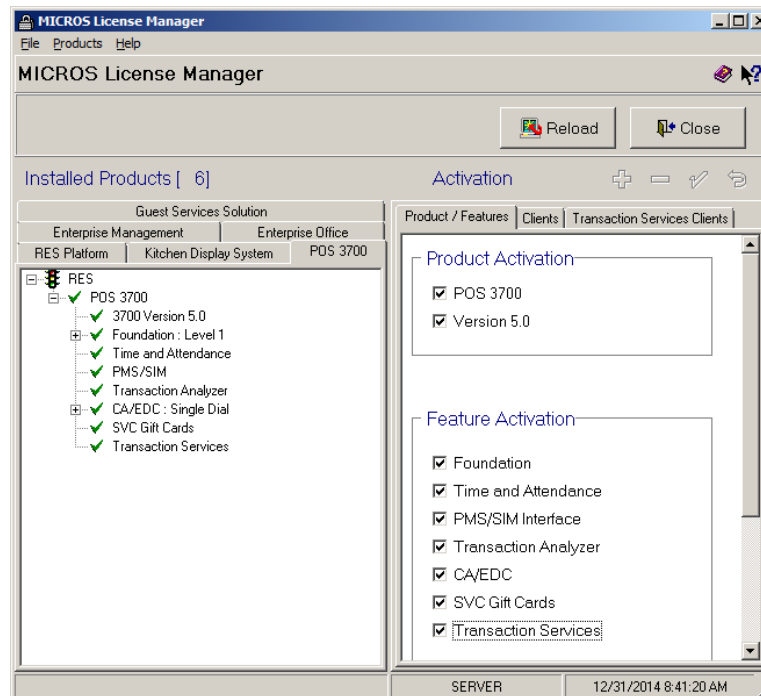 MICROS License Manager
File Products Help
MICROS License Manager
Reload
Close
Installed Products [ 6]
Activation
Guest Services Solution
Enterprise Management
Enterprise Office
RES Platform
Kitchen Display System
POS 3700
RES
POS 3700
3700 Version 5.0
Foundation : Level 1
Time and Attendance
PMS/SIM
Transaction Analyzer
CA/EDC : Single Dial
SVC Gift Cards
Transaction Services
Product / Features
Clients
Transaction Services Clients
Product Activation
POS 3700
Version 5.0
Feature Activation
Foundation
Time and Attendance
PMS/SIM Interface
Transaction Analyzer
CA/EDC
SVC Gift Cards
Transaction Services
SERVER
12/31/2014 8:41:20 AM